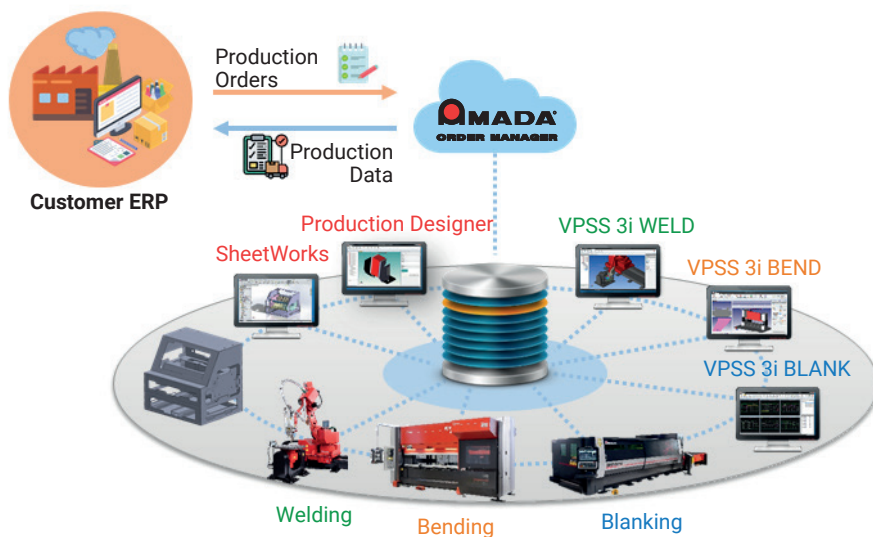 Production
Orders
AMADA®
ORDER MANAGER
Production
Data
Customer ERP
Production Designer
VPSS 3i WELD
SheetWorks
VPSS 3i BEND
VPSS 3i BLANK
Welding
Bending
Blanking